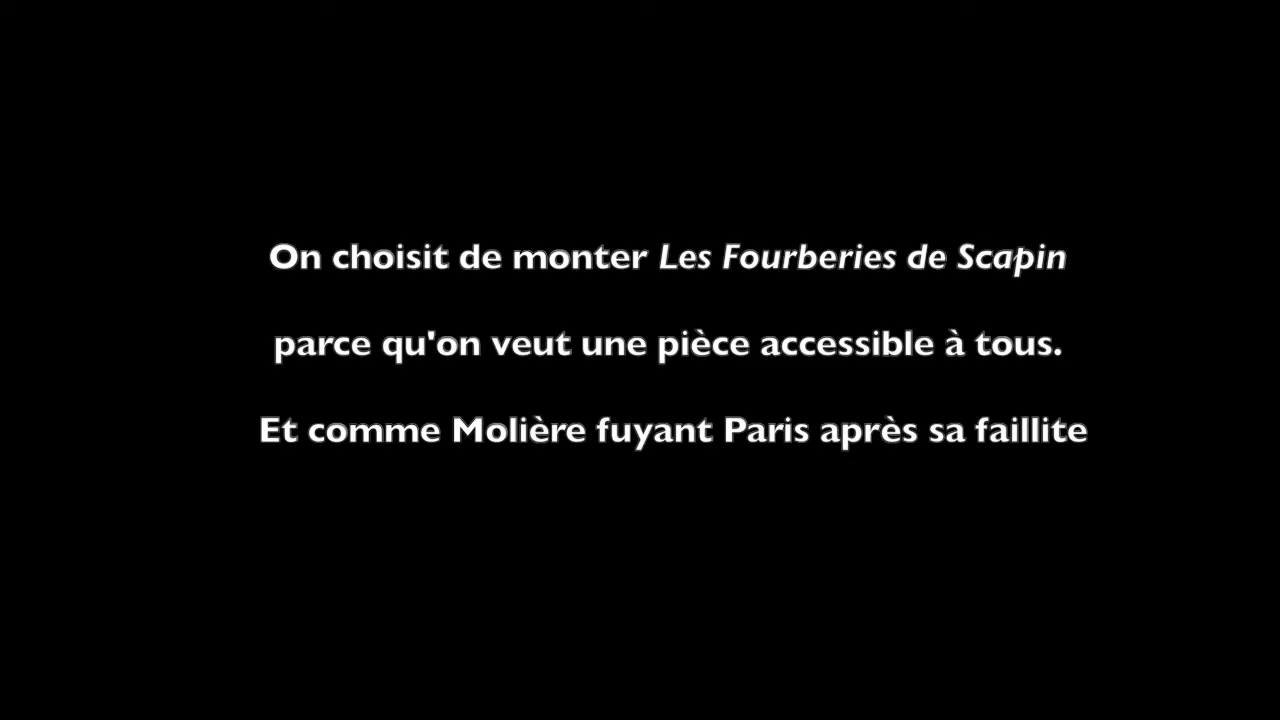 On choisit de monter Les Fourberies de Scapin
parce qu'on veut une pièce accessible à tous.
Et comme Molière fuyant Paris après sa faillite